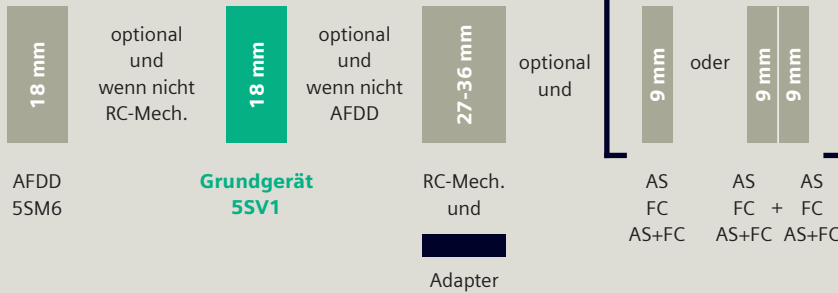 18 mm
optional
und
wenn nicht
RC-Mech.
18 mm
optional
und
wenn nicht
AFDD
27-36 mm
optional
und
9 mm
oder
9 mm
9 mm
AFDD
5SM6
Grundgerät
5SV1
RC-Mech.
und
Adapter
AS
FC
AS+FC
AS AS
FC + FC
AS+FC AS+FC